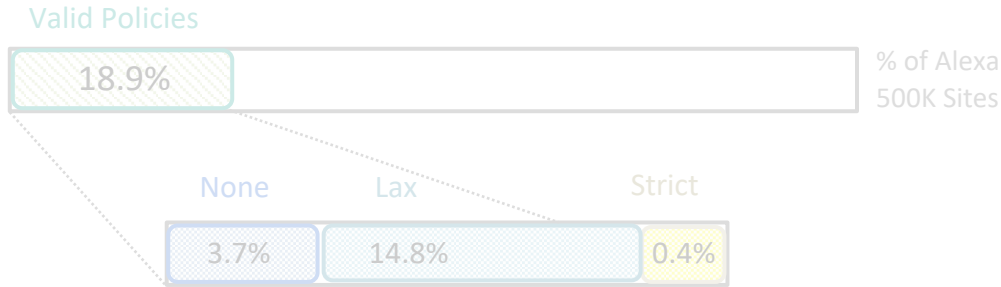 Valid Policies
18.9%
% of Alexa
500K Sites
None
Lax
Strict
3.7%
14.8%
0.4%